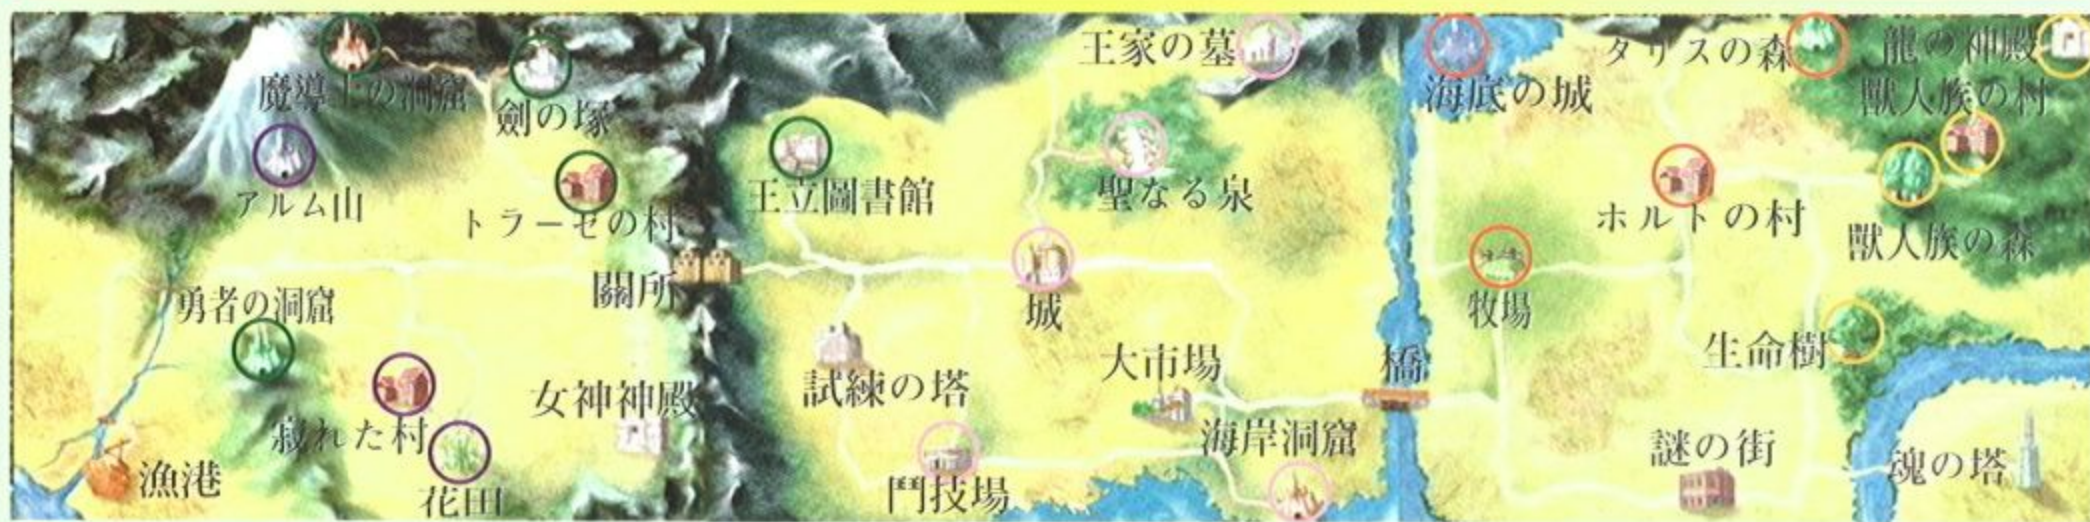 魔導士の洞窟
劍の塚
アルム山
トラーゼの村
關所
勇者の洞窟
寂れた村
女神神殿
漁港
花田
王家の墓
王立圖書館
聖なる泉
城
試練の塔
大市場
橋
海岸洞窟
鬥技場
海底の城
タリスの森
龍の神殿
獸人族の村
ホルトの村
獸人族の森
牧場
生命樹
謎の街
魂の塔